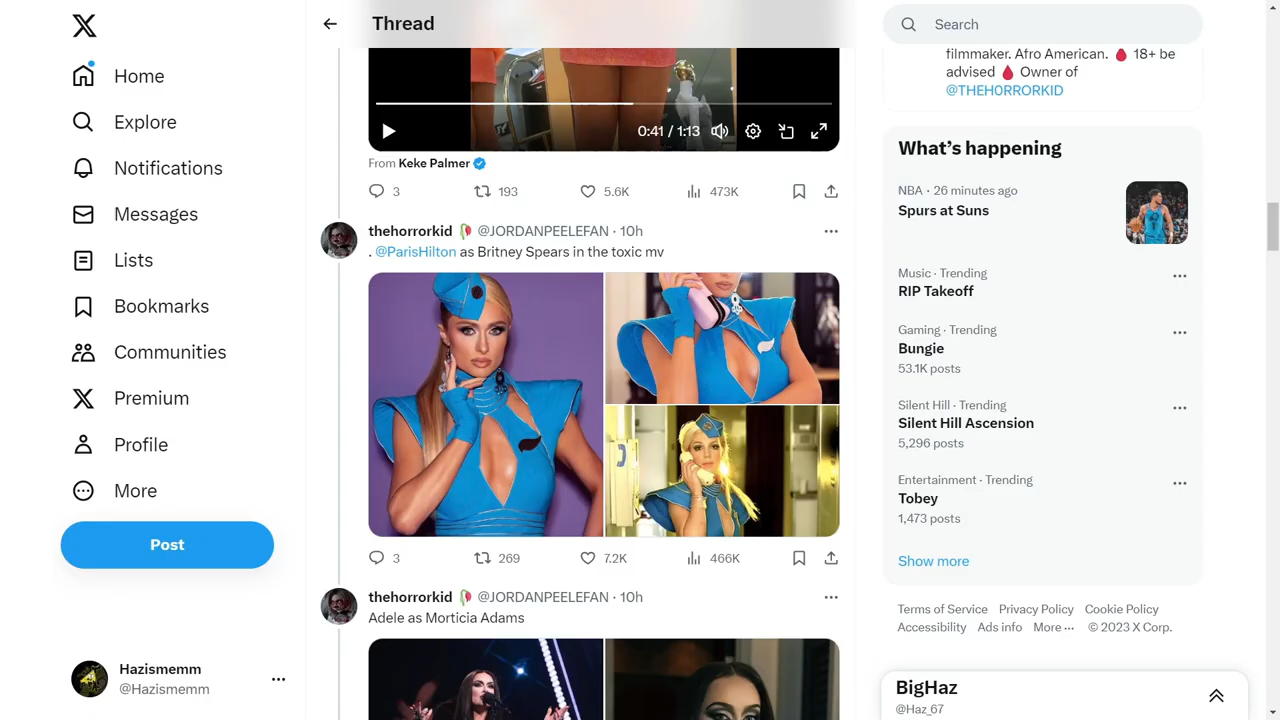 Thread
Home
Explore
Notifications
Messages
Lists
Bookmarks
Communities
Premium
Profile
More
Post
Hazismemm
@Hazismemm
0:41 / 1:13
From Keke Palmer
3 193 5.6K 473K
thehorrorkid @JORDANPEELEFAN · 10h
. @ParisHilton as Britney Spears in the toxic mv
3 269 7.2K 466K
thehorrorkid @JORDANPEELEFAN · 10h
Adele as Morticia Adams
Search
filmmaker. Afro American. 🩸 18+ be
advised 🩸 Owner of
@THEH0RRORKID
What’s happening
NBA · 26 minutes ago
Spurs at Suns
Music · Trending
RIP Takeoff
Gaming · Trending
Bungie
53.1K posts
Silent Hill · Trending
Silent Hill Ascension
5,296 posts
Entertainment · Trending
Tobey
1,473 posts
Show more
Terms of Service Privacy Policy Cookie Policy
Accessibility Ads info More ··· © 2023 X Corp.
BigHaz
@Haz_67